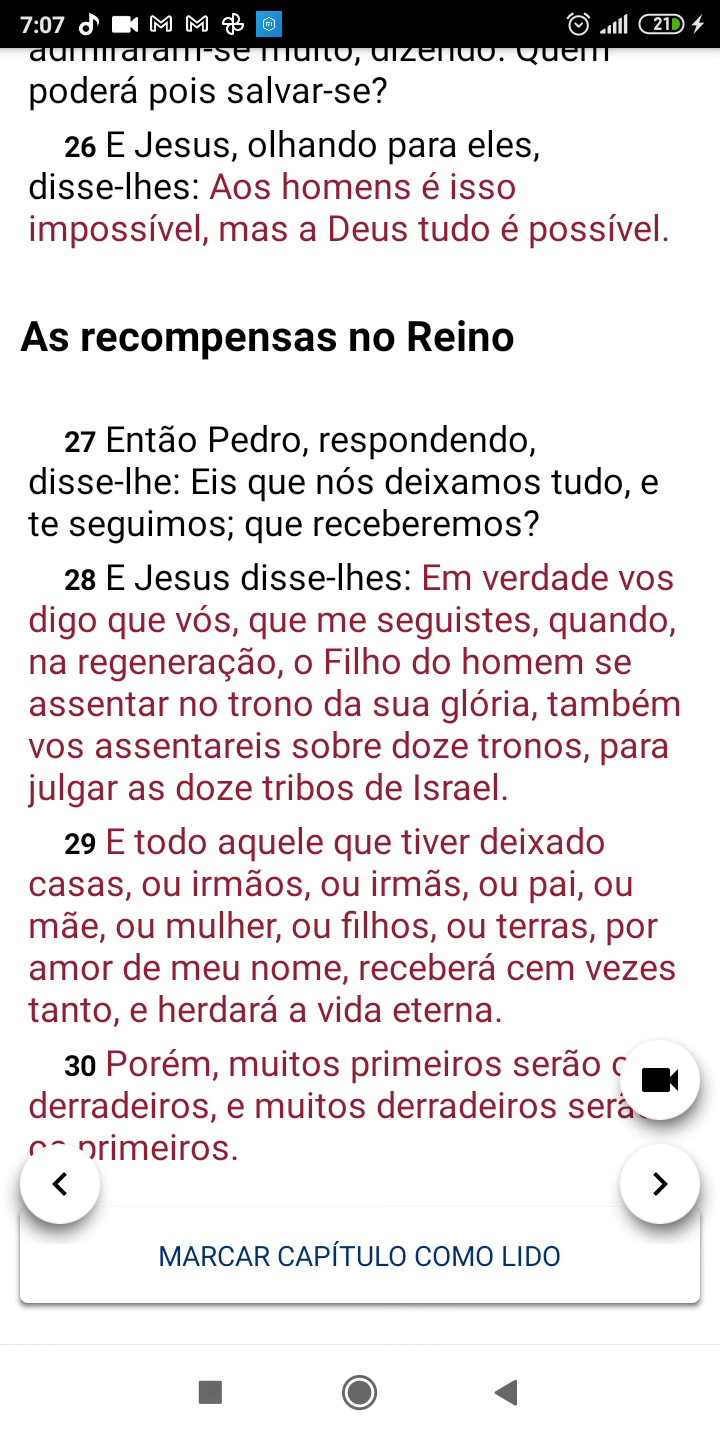 7:07
21
admiraram-se muito, dizendo: Quem
poderá pois salvar-se?
26 E Jesus, olhando para eles,
disse-lhes: Aos homens é isso
impossível, mas a Deus tudo é possível.
As recompensas no Reino
27 Então Pedro, respondendo,
disse-lhe: Eis que nós deixamos tudo, e
te seguimos; que receberemos?
28 E Jesus disse-lhes: Em verdade vos
digo que vós, que me seguistes, quando,
na regeneração, o Filho do homem se
assentar no trono da sua glória, também
vos assentareis sobre doze tronos, para
julgar as doze tribos de Israel.
29 E todo aquele que tiver deixado
casas, ou irmãos, ou irmãs, ou pai, ou
mãe, ou mulher, ou filhos, ou terras, por
amor de meu nome, receberá cem vezes
tanto, e herdará a vida eterna.
30 Porém, muitos primeiros serão
derradeiros, e muitos derradeiros
primeiros.
MARCAR CAPÍTULO COMO LIDO